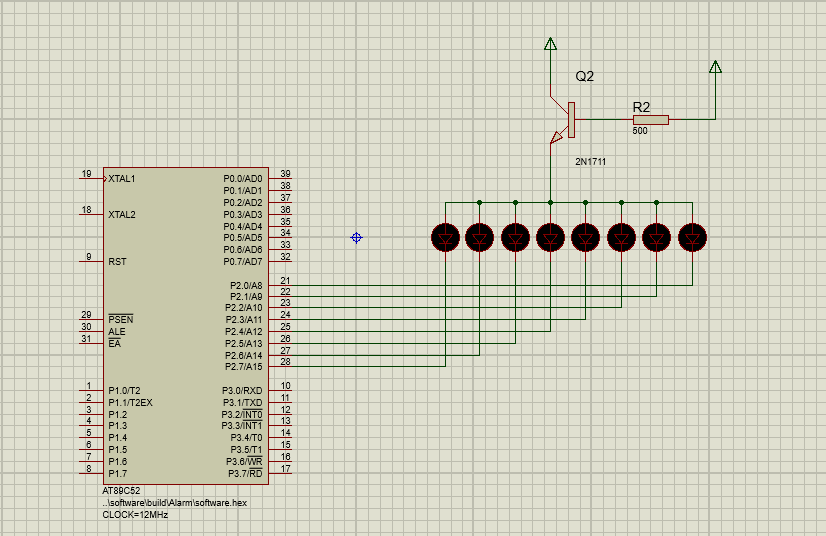 Q2
R2
500
2N1711
19 XTAL1 P0.0/AD0 39
P0.1/AD1 38
P0.2/AD2 37
18 XTAL2 P0.3/AD3 36
P0.4/AD4 35
P0.5/AD5 34
P0.6/AD6 33
9 RST P0.7/AD7 32
P2.0/A8 21
P2.1/A9 22
P2.2/A10 23
29 PSEN P2.3/A11 24
30 ALE P2.4/A12 25
31 EA P2.5/A13 26
P2.6/A14 27
P2.7/A15 28
1 P1.0/T2 P3.0/RXD 10
2 P1.1/T2EX P3.1/TXD 11
3 P1.2 P3.2/INT0 12
4 P1.3 P3.3/INT1 13
5 P1.4 P3.4/T0 14
6 P1.5 P3.5/T1 15
7 P1.6 P3.6/WR 16
8 P1.7 P3.7/RD 17
AT89C52
..\software\build\Alarm\software.hex
CLOCK=12MHz